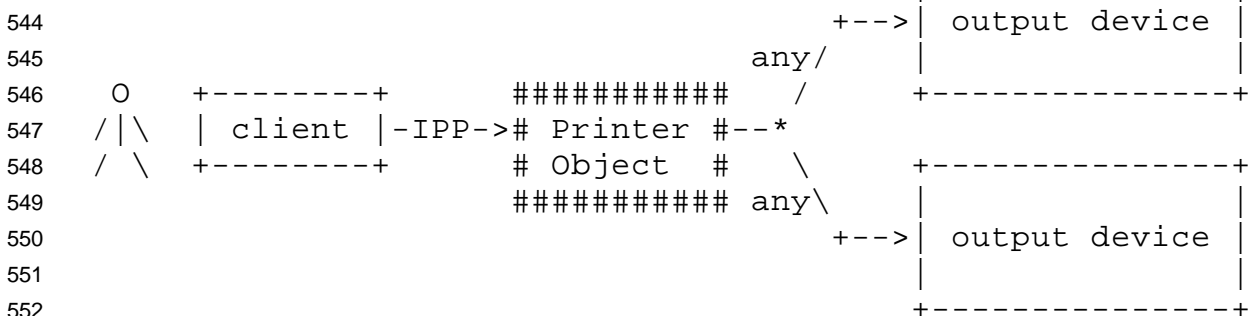 544                                       +-->| output device |
545                                   any/    |               |
546    O   +--------+      ###########   /     +---------------+
547   /|\  | client |-IPP-># Printer #--*
548   / \  +--------+      # Object  #   \     +---------------+
549                        ########### any\    |               |
550                                       +-->| output device |
551                                           |               |
552                                           +---------------+